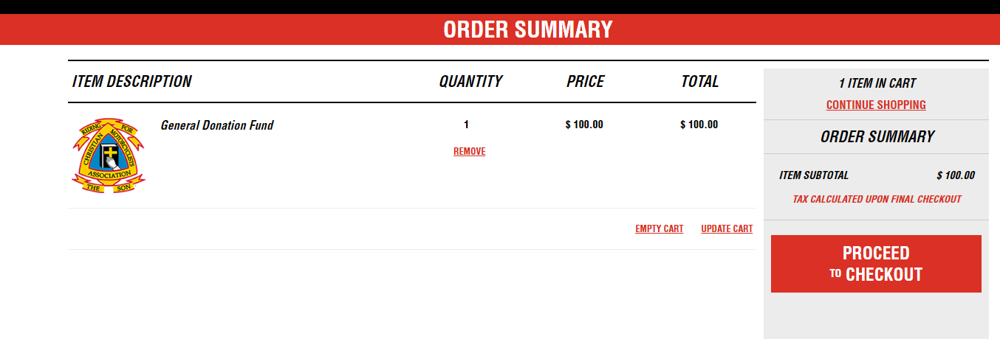 ORDER SUMMARY
ITEM DESCRIPTION QUANTITY PRICE TOTAL
RIDING FOR
CHRISTIAN MOTORCYCLISTS
ASSOCIATION
THE SON
General Donation Fund 1 $ 100.00 $ 100.00
REMOVE
EMPTY CART UPDATE CART
1 ITEM IN CART
CONTINUE SHOPPING
ORDER SUMMARY
ITEM SUBTOTAL $ 100.00
TAX CALCULATED UPON FINAL CHECKOUT
PROCEED
TO CHECKOUT